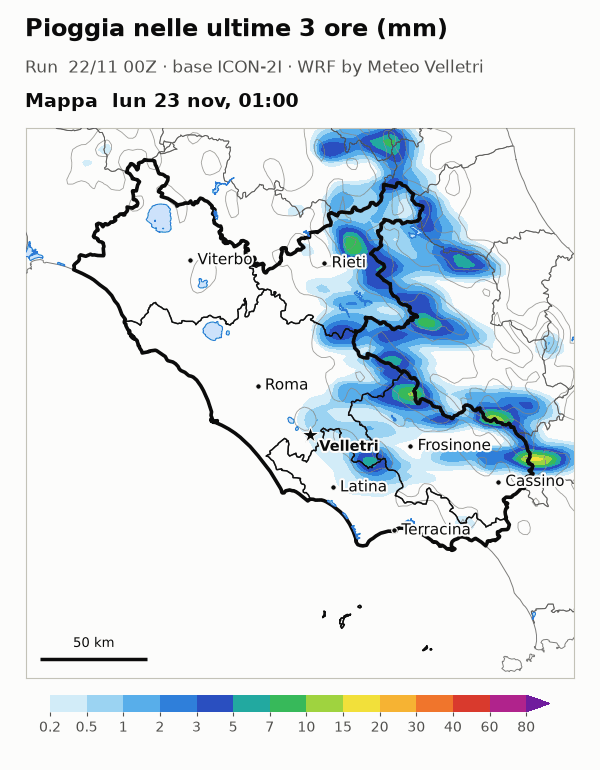 Pioggia nelle ultime 3 ore (mm)
Run  22/11 00Z · base ICON-2I · WRF by Meteo Velletri
Mappa  lun 23 nov, 01:00
Viterbo
Rieti
Roma
Velletri
Frosinone
Latina
Cassino
Terracina
50 km
0.2 0.5 1 2 3 5 7 10 15 20 30 40 60 80